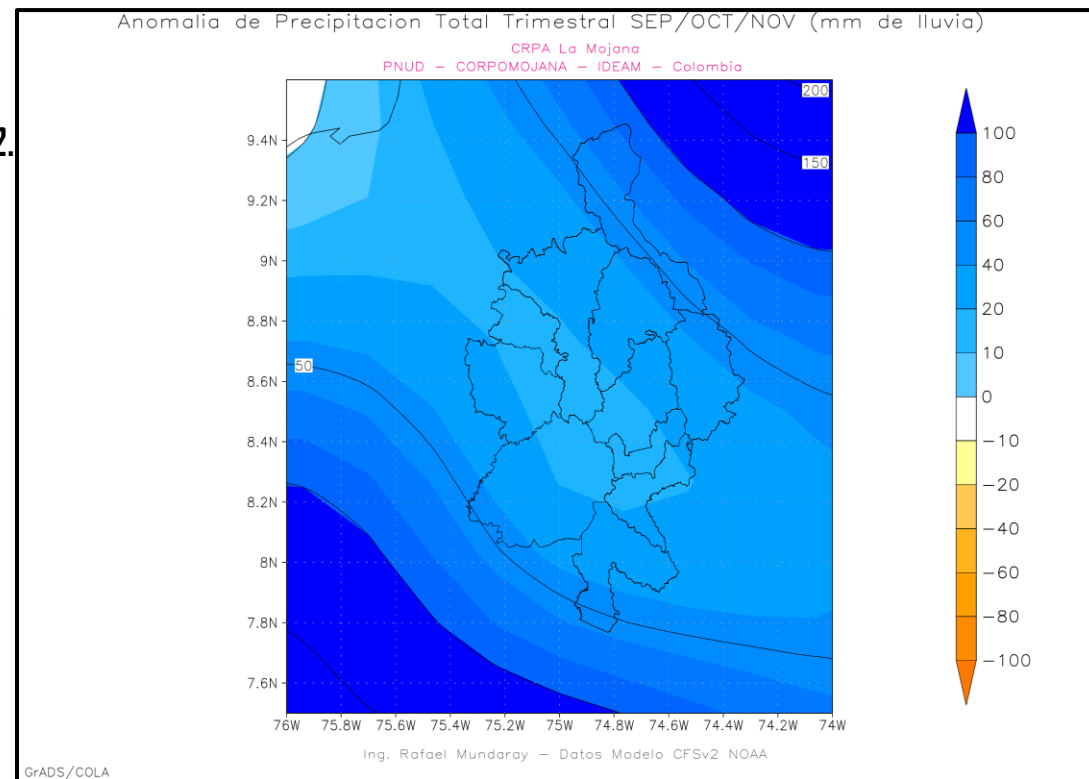 Anomalia de Precipitacion Total Trimestral SEP/OCT/NOV (mm de lluvia)
CRPA La Mojana
PNUD – CORPOMOJANA – IDEAM – Colombia
200
150
50
9.4N
9.2N
9N
8.8N
8.6N
8.4N
8.2N
8N
7.8N
7.6N
76W 75.8W 75.6W 75.4W 75.2W 75W 74.8W 74.6W 74.4W 74.2W 74W
100
80
60
40
20
10
0
−10
−20
−40
−60
−80
−100
Ing. Rafael Mundaray – Datos Modelo CFSv2 NOAA
GrADS/COLA